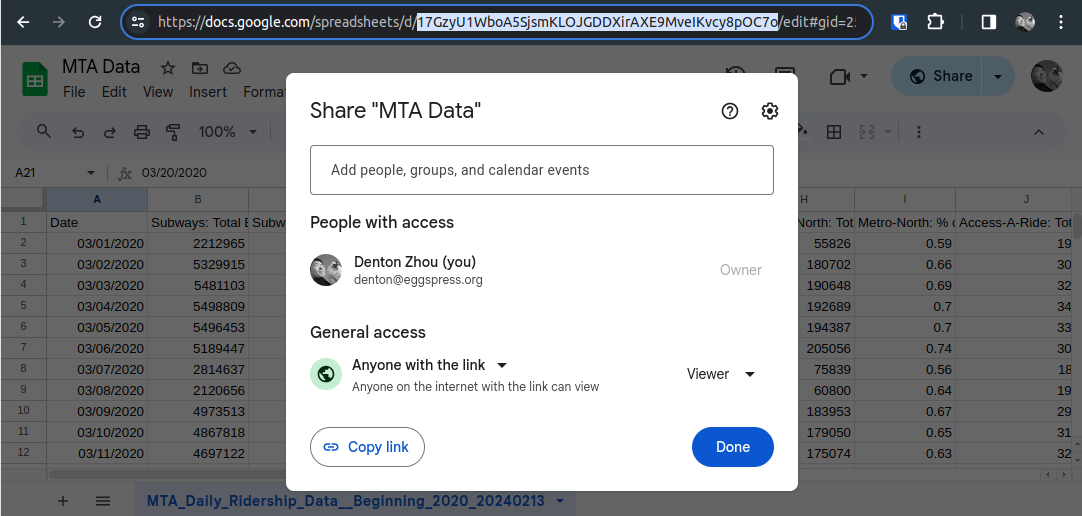 https://docs.google.com/spreadsheets/d/17GzyU1WboA5SjsmKLOJGDDXirAXE9MveIKvcy8pOC7o/edit#gid=2
MTA Data
File Edit View Insert
Share
100%
A21 fx 03/20/2020
A B H I J
1 Date Subways: Total Metro-North: % Access-A-Ride:
2 03/01/2020 2212965 55826 0.59 19
3 03/02/2020 5329915 180702 0.66 30
4 03/03/2020 5481103 190648 0.69 32
5 03/04/2020 5498809 192689 0.7 34
6 03/05/2020 5496453 194387 0.7 33
7 03/06/2020 5189447 205056 0.74 30
8 03/07/2020 2814637 75839 0.56 18
9 03/08/2020 2120656 60800 0.64 19
10 03/09/2020 4973513 183953 0.67 29
11 03/10/2020 4867818 179050 0.65 31
12 03/11/2020 4697122 175074 0.63 32
MTA_Daily_Ridership_Data__Beginning_2020_20240213
Share "MTA Data"
Add people, groups, and calendar events
People with access
Denton Zhou (you)
denton@eggspress.org
Owner
General access
Anyone with the link
Anyone on the internet with the link can view
Viewer
Copy link
Done